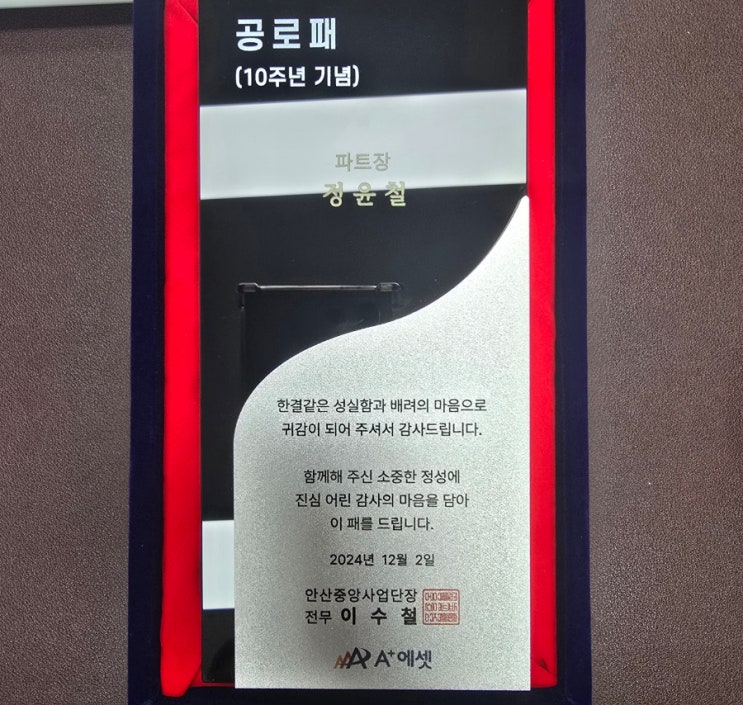 공로패
(10주년 기념)
파트장
정윤철
한결같은 성실함과 배려의 마음으로
귀감이 되어 주셔서 감사드립니다.
함께해 주신 소중한 정성에
진심 어린 감사의 마음을 담아
이 패를 드립니다.
2024년 12월 2일
안산중앙사업단장
전무 이수철
A+에셋